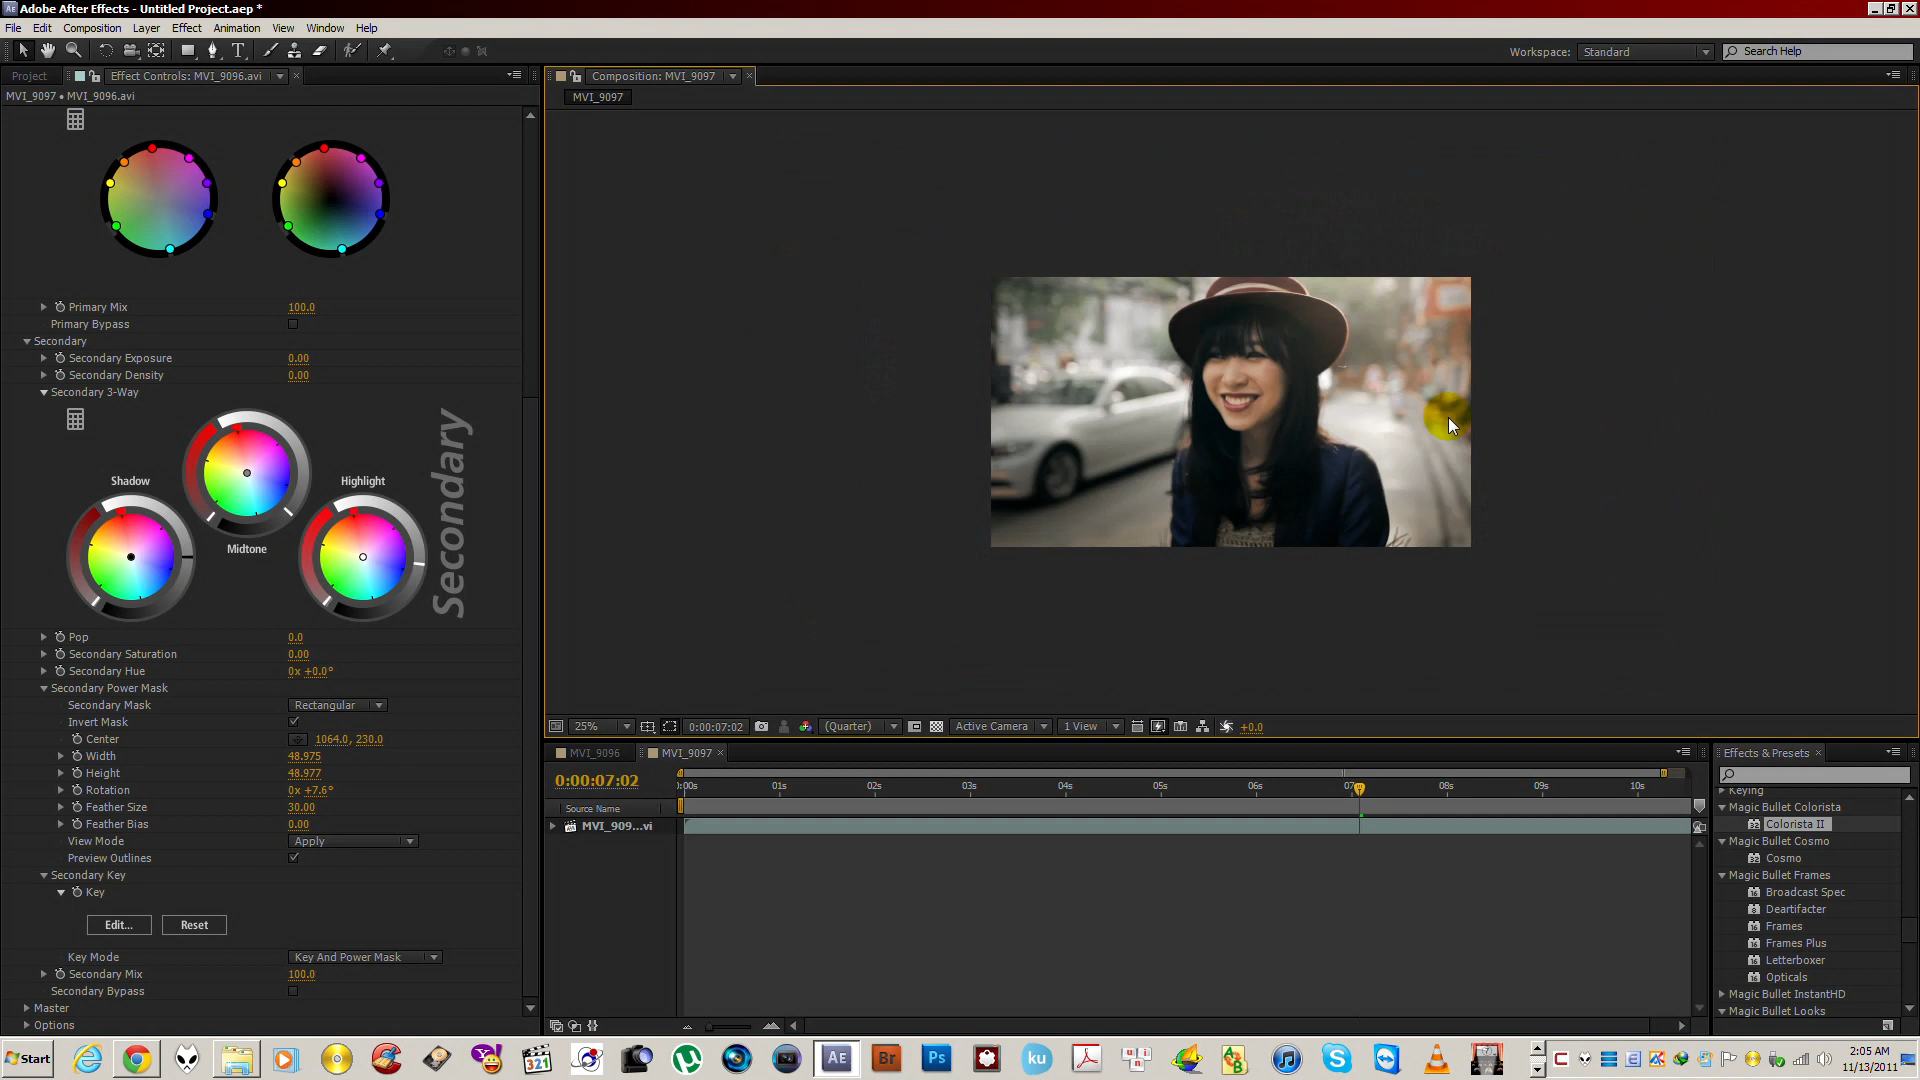 Adobe After Effects - Untitled Project.aep *
File Edit Composition Layer Effect Animation View Window Help
Workspace: Standard Search Help
Project Effect Controls: MVI_9096.avi
MVI_9097 • MVI_9096.avi
Composition: MVI_9097
MVI_9097
Primary Mix 100.0
Primary Bypass
Secondary
Secondary Exposure 0.00
Secondary Density 0.00
Secondary 3-Way
Shadow
Highlight
Midtone
Secondary
Pop 0.0
Secondary Saturation 0.00
Secondary Hue 0x +0.0°
Secondary Power Mask
Secondary Mask Rectangular
Invert Mask
Center 1064.0, 230.0
Width 48.975
Height 48.977
Rotation 0x +7.6°
Feather Size 30.00
Feather Bias 0.00
View Mode Apply
Preview Outlines
Secondary Key
Key
Edit... Reset
Key Mode Key And Power Mask
Secondary Mix 100.0
Secondary Bypass
Master
Options
25% 0:00:07:02 (Quarter) Active Camera 1 View +0.0
MVI_9096 MVI_9097
0:00:07:02
:00s 01s 02s 03s 04s 05s 06s 07s 08s 09s 10s
Source Name
MVI_909...vi
Effects & Presets
Keying
Magic Bullet Colorista
Colorista II
Magic Bullet Cosmo
Cosmo
Magic Bullet Frames
Broadcast Spec
Deartifacter
Frames
Frames Plus
Letterboxer
Opticals
Magic Bullet InstantHD
Magic Bullet Looks
Start
321
Ae Br Ps ku
2:05 AM
11/13/2011